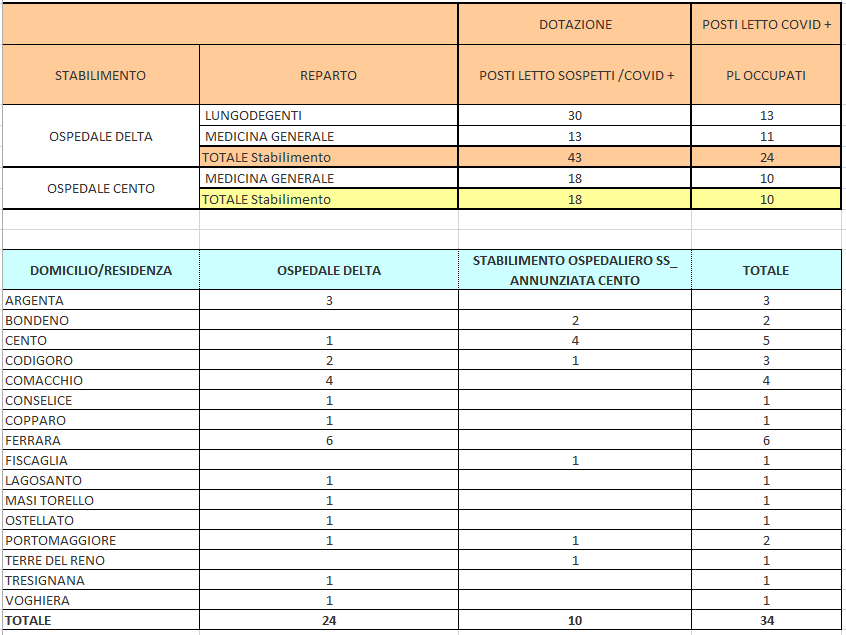 DOTAZIONE POSTI LETTO COVID +
STABILIMENTO REPARTO POSTI LETTO SOSPETTI /COVID + PL OCCUPATI
OSPEDALE DELTA
LUNGODEGENTI 30 13
MEDICINA GENERALE 13 11
TOTALE Stabilimento 43 24
OSPEDALE CENTO
MEDICINA GENERALE 18 10
TOTALE Stabilimento 18 10
DOMICILIO/RESIDENZA OSPEDALE DELTA STABILIMENTO OSPEDALIERO SS_ ANNUNZIATA CENTO TOTALE
ARGENTA 3 3
BONDENO 2 2
CENTO 1 4 5
CODIGORO 2 1 3
COMACCHIO 4 4
CONSELICE 1 1
COPPARO 1 1
FERRARA 6 6
FISCAGLIA 1 1
LAGOSANTO 1 1
MASI TORELLO 1 1
OSTELLATO 1 1
PORTOMAGGIORE 1 1 2
TERRE DEL RENO 1 1
TRESIGNANA 1 1
VOGHIERA 1 1
TOTALE 24 10 34